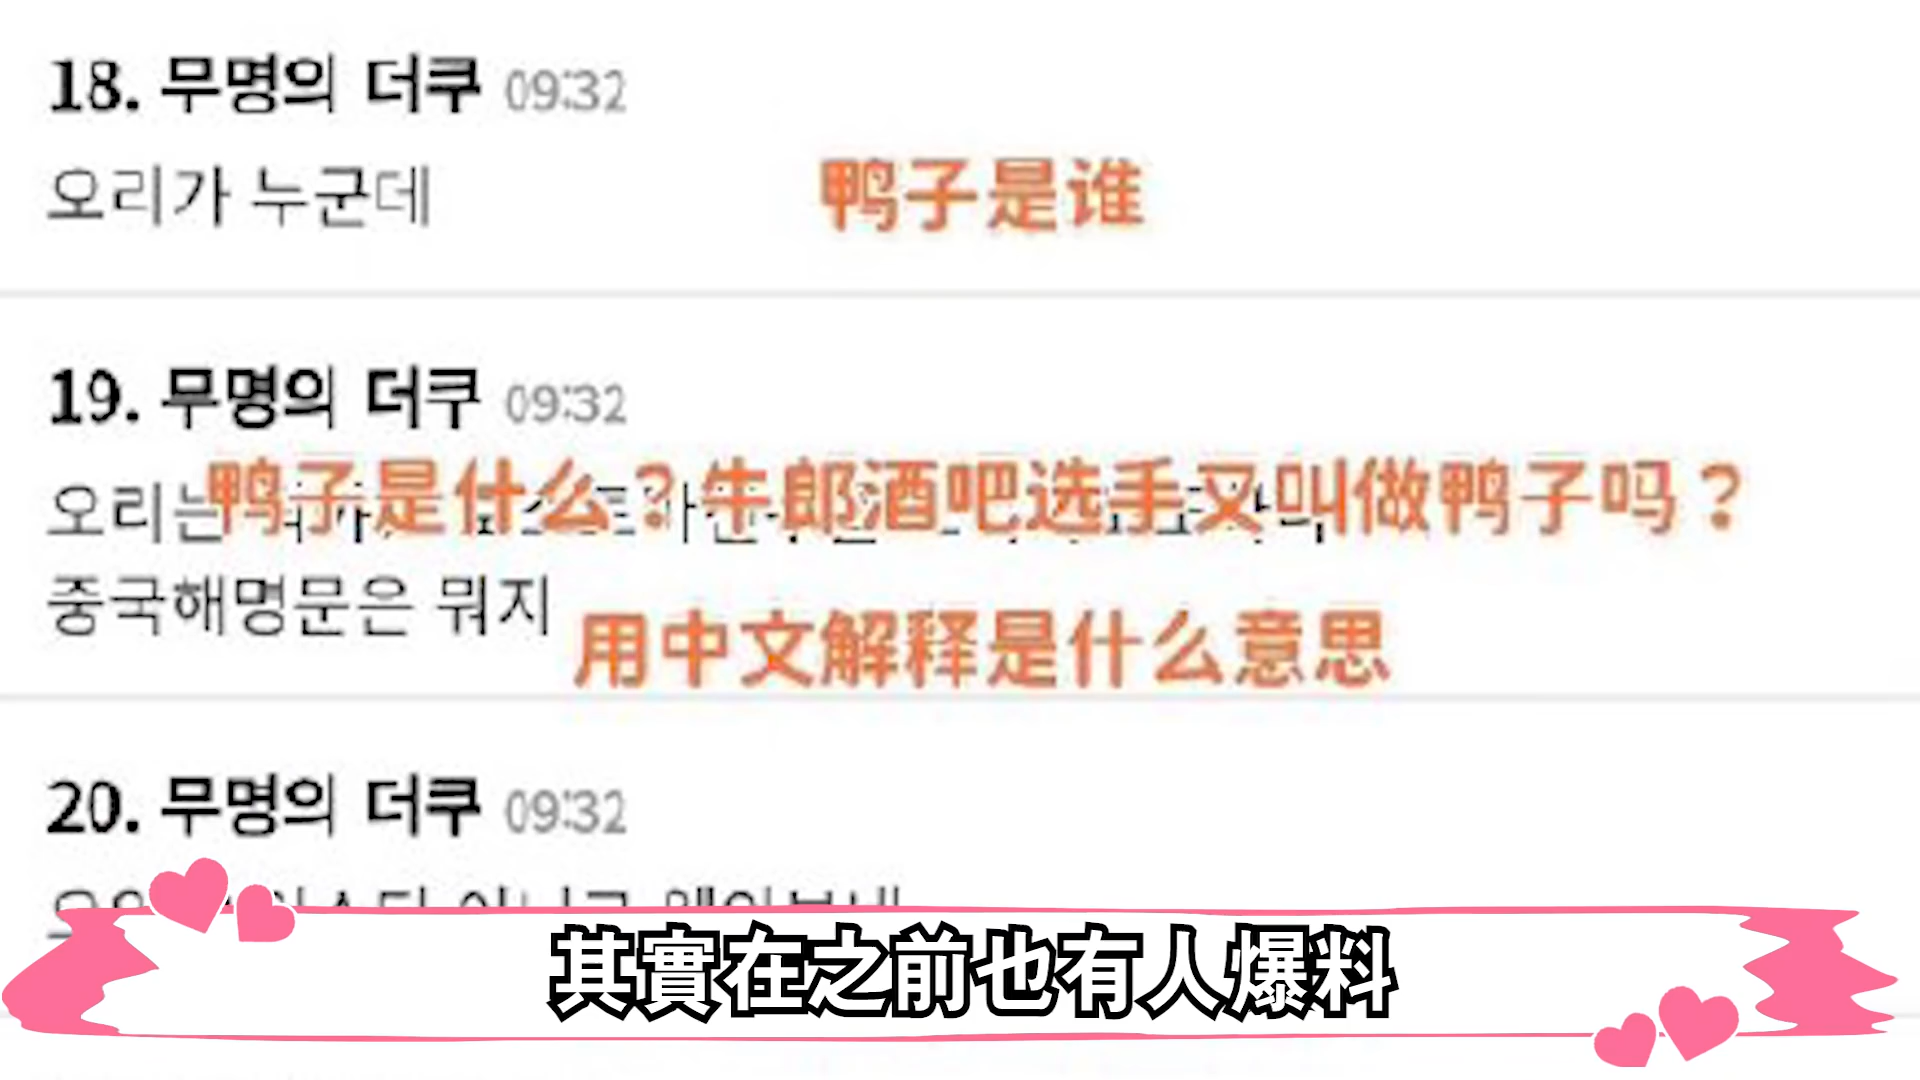 18. 무명의 더쿠 09:32
오리가 누군데
鸭子是谁
19. 무명의 더쿠 09:32
오리는
鸭子是什么？牛郎酒吧选手又叫做鸭子吗？
중국해명문은 뭐지
用中文解释是什么意思
20. 무명의 더쿠 09:32
其實在之前也有人爆料